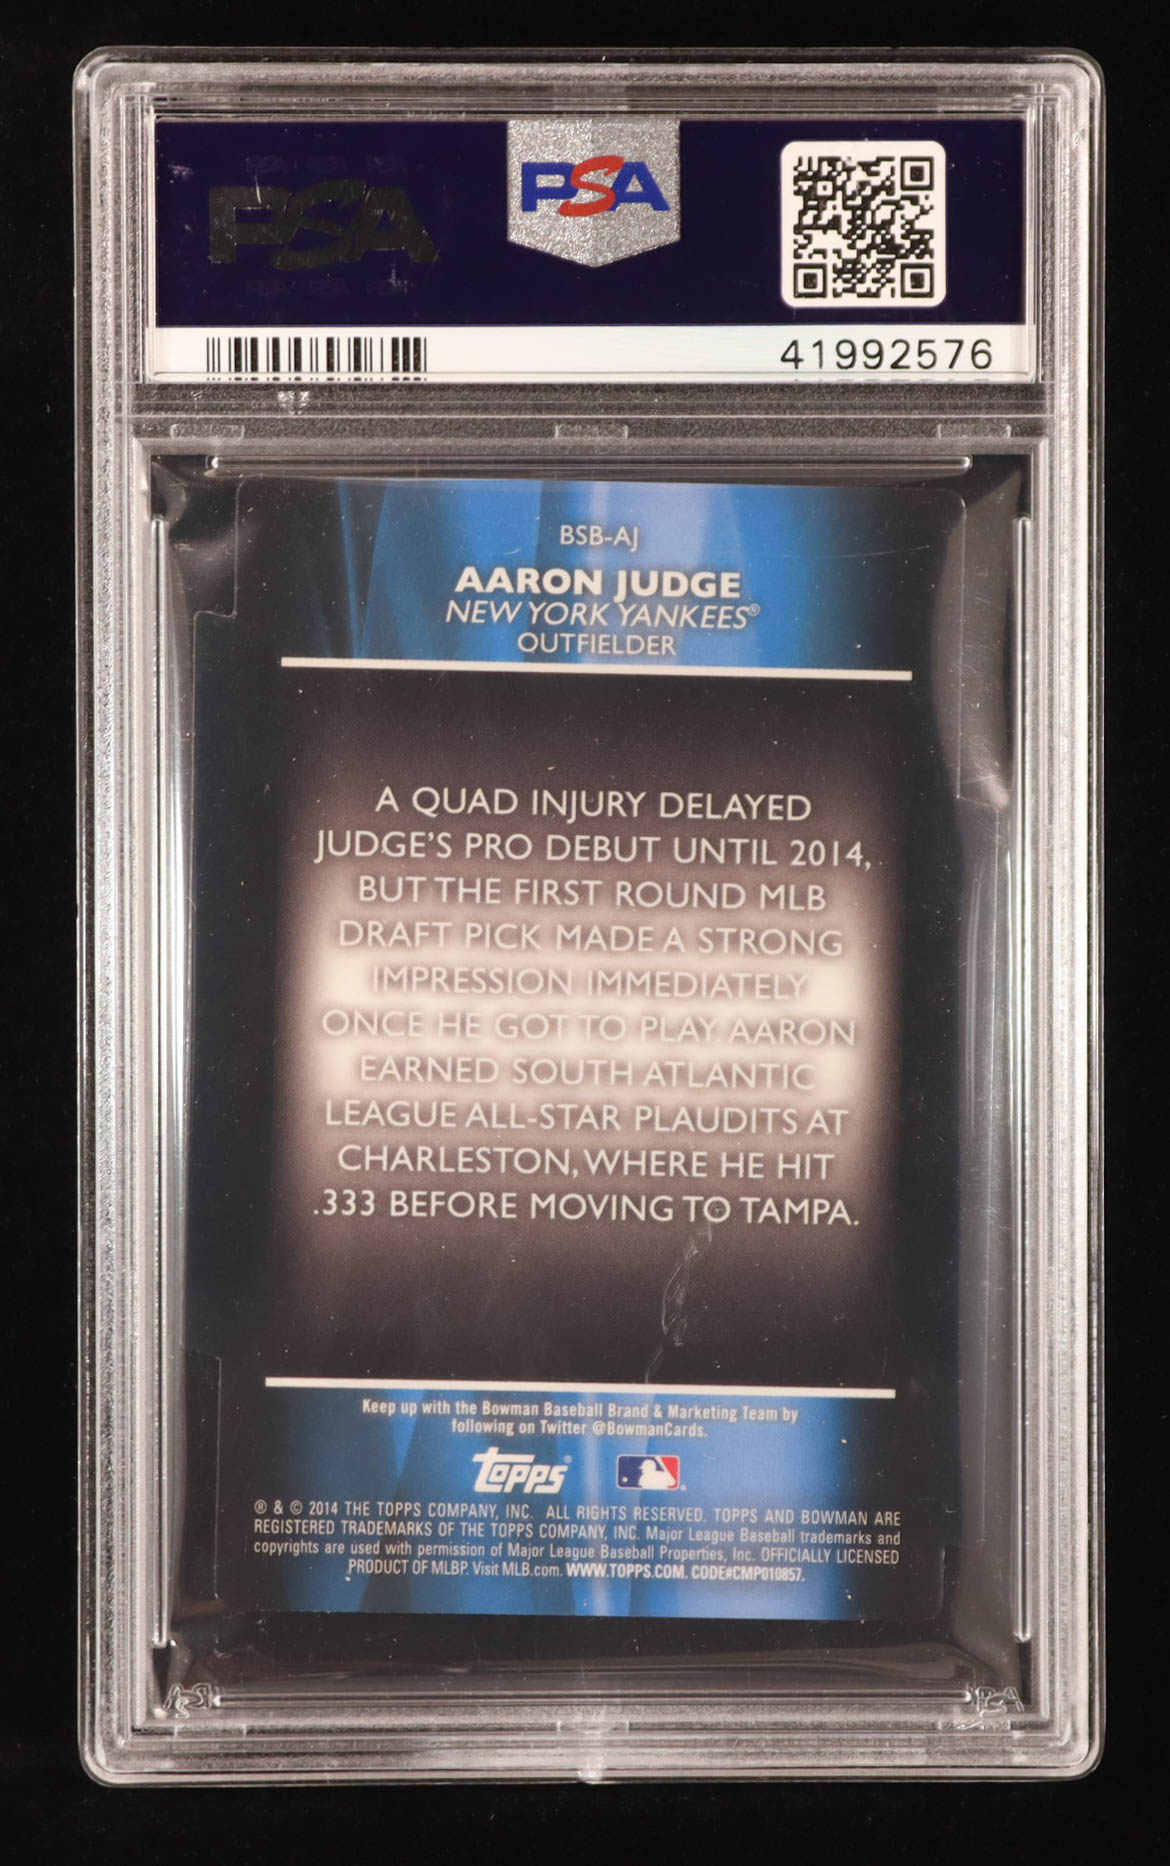 PSA
PSA
41992576
BSB-AJ
AARON JUDGE
NEW YORK YANKEES®
OUTFIELDER
A QUAD INJURY DELAYED
JUDGE'S PRO DEBUT UNTIL 2014,
BUT THE FIRST ROUND MLB
DRAFT PICK MADE A STRONG
IMPRESSION IMMEDIATELY
ONCE HE GOT TO PLAY. AARON
EARNED SOUTH ATLANTIC
LEAGUE ALL-STAR PLAUDITS AT
CHARLESTON, WHERE HE HIT
.333 BEFORE MOVING TO TAMPA.
Keep up with the Bowman Baseball Brand & Marketing Team by
following on Twitter @BowmanCards.
Topps®
® & © 2014 THE TOPPS COMPANY, INC. ALL RIGHTS RESERVED. TOPPS AND BOWMAN ARE
REGISTERED TRADEMARKS OF THE TOPPS COMPANY, INC. Major League Baseball trademarks and
copyrights are used with permission of Major League Baseball Properties, Inc. OFFICIALLY LICENSED
PRODUCT OF MLBP. Visit MLB.com. WWW.TOPPS.COM. CODE#CMP010857.
PSA
PSA